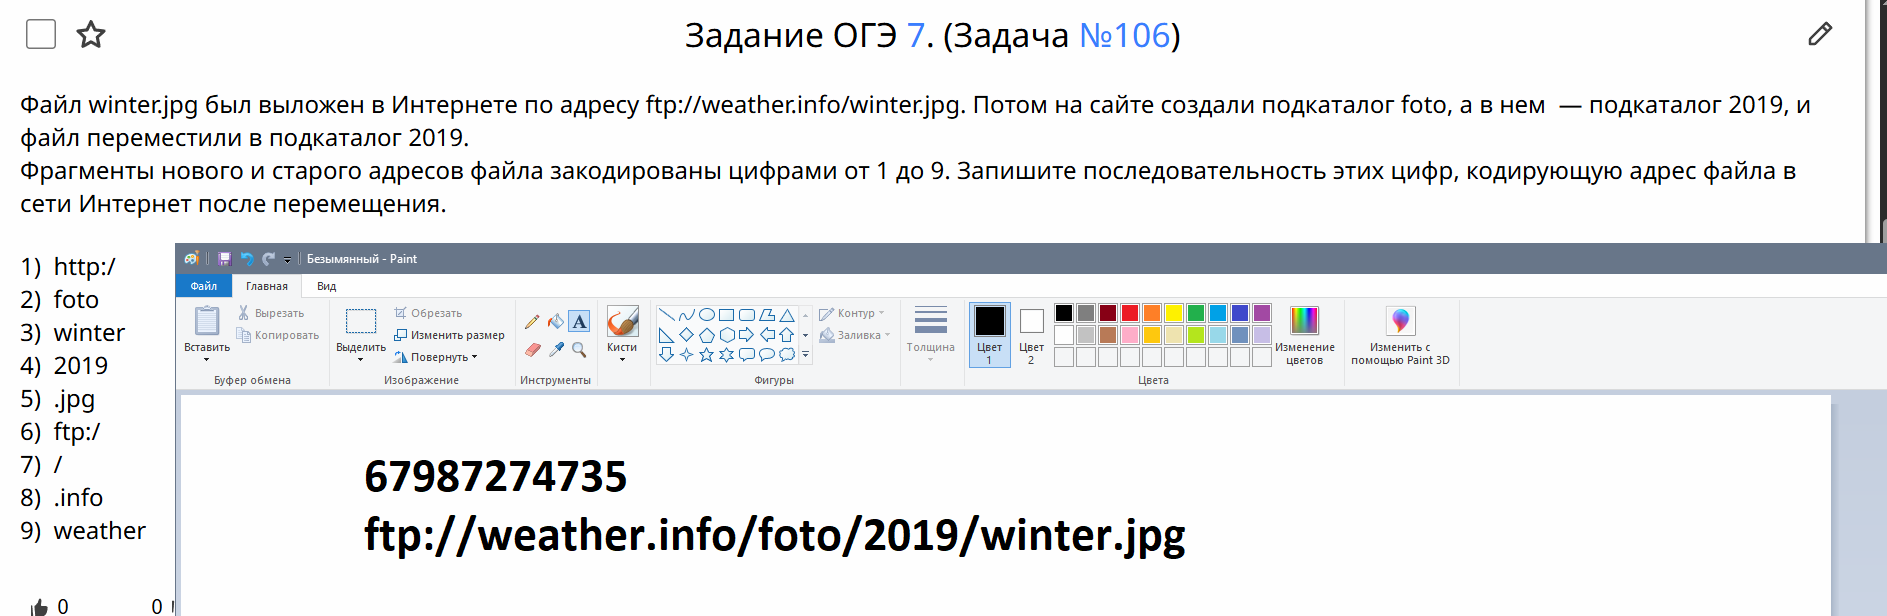 Задание ОГЭ 7. (Задача №106)
Файл winter.jpg был выложен в Интернете по адресу ftp://weather.info/winter.jpg. Потом на сайте создали подкаталог foto, а в нем — подкаталог 2019, и
файл переместили в подкаталог 2019.
Фрагменты нового и старого адресов файла закодированы цифрами от 1 до 9. Запишите последовательность этих цифр, кодирующую адрес файла в
сети Интернет после перемещения.
1) http:/
2) foto
3) winter
4) 2019
5) .jpg
6) ftp:/
7) /
8) .info
9) weather
0 0
Безымянный - Paint
Файл Главная Вид
Вставить
Вырезать
Копировать
Буфер обмена
Выделить
Обрезать
Изменить размер
Повернуть
Изображение
A
Инструменты
Кисти
Фигуры
Контур
Заливка
Толщина
Цвет 1
Цвет 2
Цвета
Изменение цветов
Изменить с помощью Paint 3D
67987274735
ftp://weather.info/foto/2019/winter.jpg